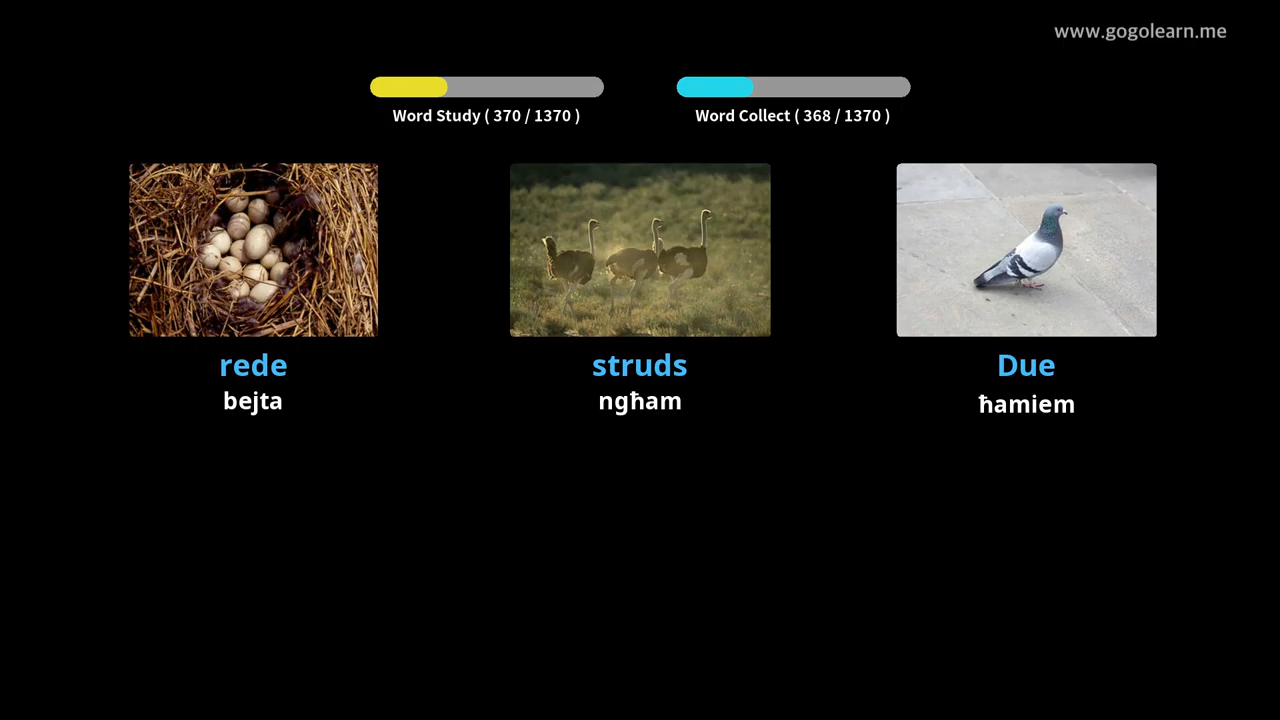 www.gogolearn.me
Word Study ( 370 / 1370 )
Word Collect ( 368 / 1370 )
rede
bejta
struds
ngħam
Due
ħamiem